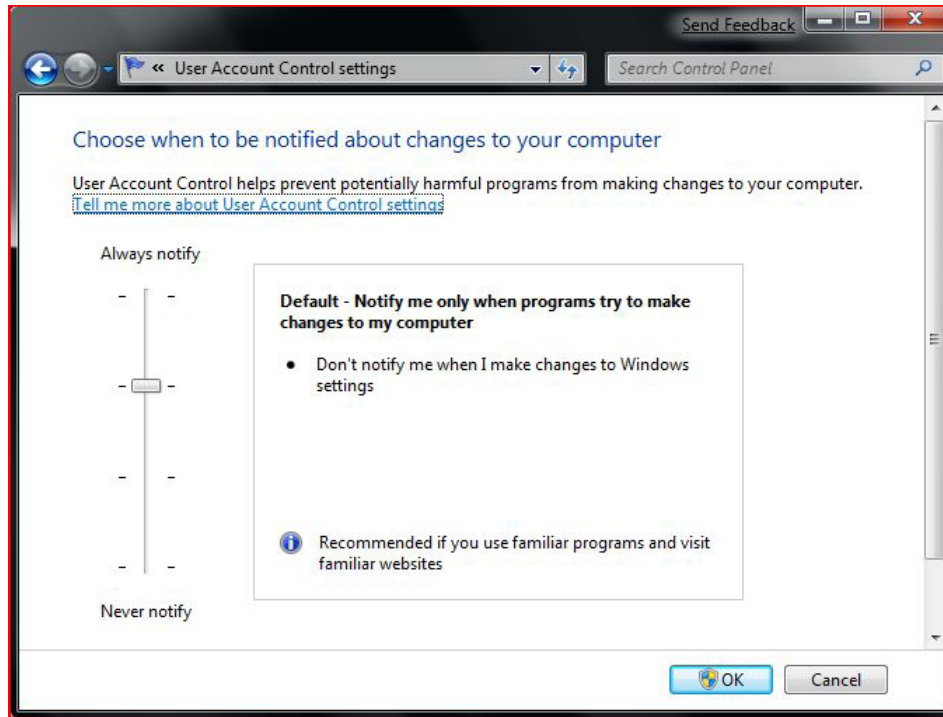 Send Feedback
« User Account Control settings
Search Control Panel
Choose when to be notified about changes to your computer
User Account Control helps prevent potentially harmful programs from making changes to your computer.
Tell me more about User Account Control settings
Always notify
Default - Notify me only when programs try to make
changes to my computer
• Don't notify me when I make changes to Windows
settings
Recommended if you use familiar programs and visit
familiar websites
Never notify
OK
Cancel